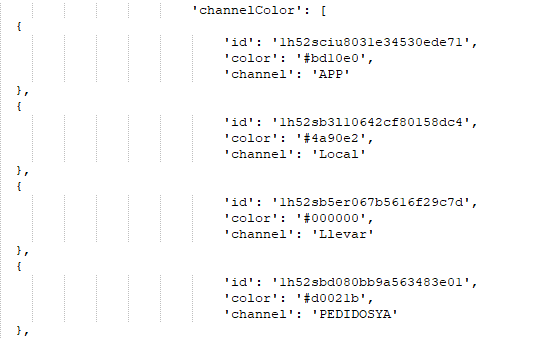 'channelColor': [
{
'id': '1h52sciu8031e34530ede71',
'color': '#bd10e0',
'channel': 'APP'
},
{
'id': '1h52sb3l10642cf80158dc4',
'color': '#4a90e2',
'channel': 'Local'
},
{
'id': '1h52sb5er067b5616f29c7d',
'color': '#000000',
'channel': 'Llevar'
},
{
'id': '1h52sbd080bb9a563483e01',
'color': '#d0021b',
'channel': 'PEDIDOSYA'
},